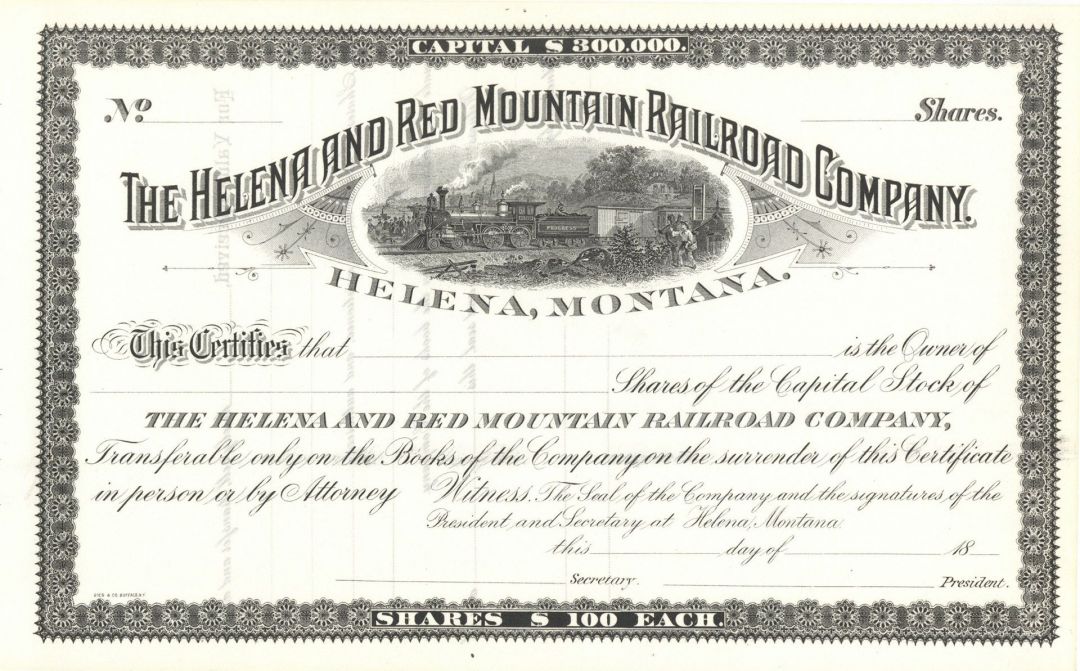 CAPITAL $300.000.
No Shares.
THE HELENA AND RED MOUNTAIN RAILROAD COMPANY.
PROGRESS
HELENA, MONTANA.
This Certifies that is the Owner of
Shares of the Capital Stock of
THE HELENA AND RED MOUNTAIN RAILROAD COMPANY,
Transferable only on the Books of the Company on the surrender of this Certificate
in person or by Attorney Witness. The Seal of the Company and the signatures of the
President and Secretary at Helena, Montana
this day of 18
Secretary. President.
SHARES $100 EACH.